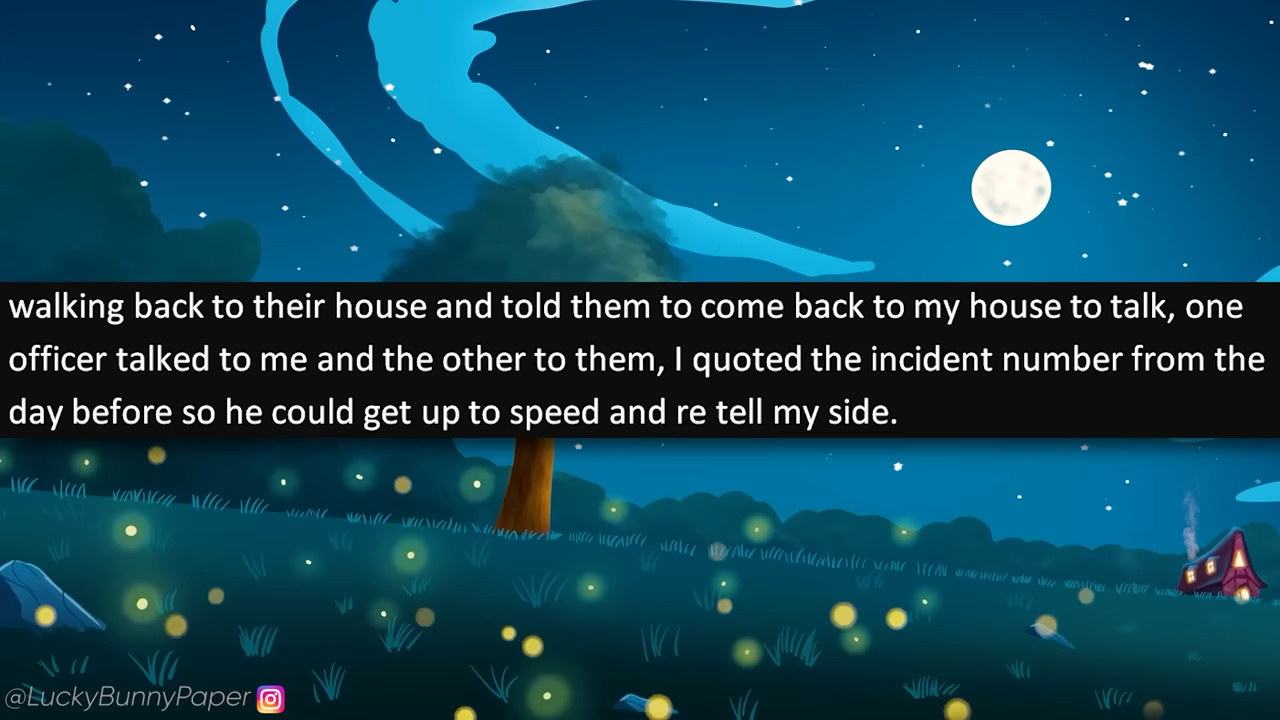 walking back to their house and told them to come back to my house to talk, one
officer talked to me and the other to them, I quoted the incident number from the
day before so he could get up to speed and re tell my side.
@LuckyBunnyPaper